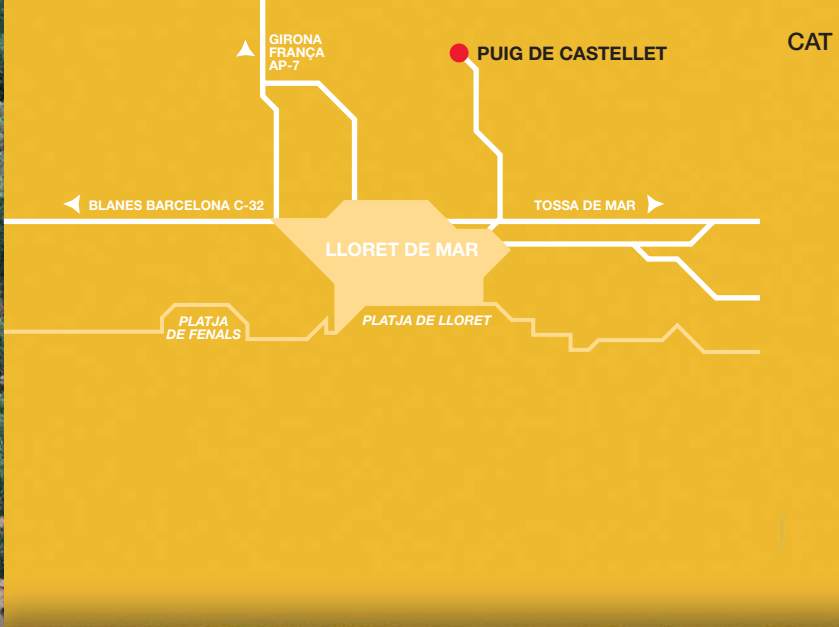 GIRONA
FRANÇA
AP-7
PUIG DE CASTELLET
CAT
BLANES BARCELONA C-32
TOSSA DE MAR
LLORET DE MAR
PLATJA
DE FENALS
PLATJA DE LLORET